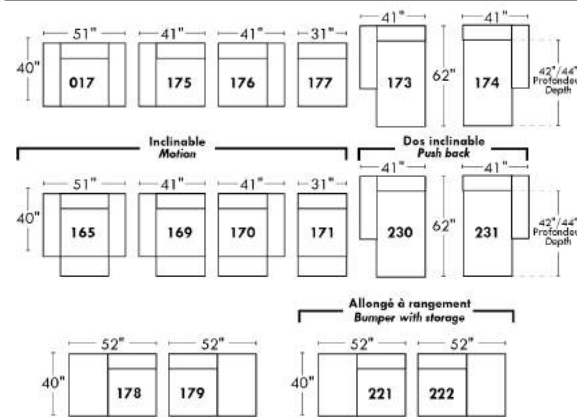 51" 41" 41" 31" 41" 41"
40" 017 175 176 177 173 62" 174 42"/44"
Profondeur
Depth
Inclinable
Motion
Dos inclinable
Push back
51" 41" 41" 31" 41" 41"
40" 165 169 170 171 230 62" 231 42"/44"
Profondeur
Depth
Allongé à rangement
Bumper with storage
52" 52" 52" 52"
40" 178 179 40" 221 222